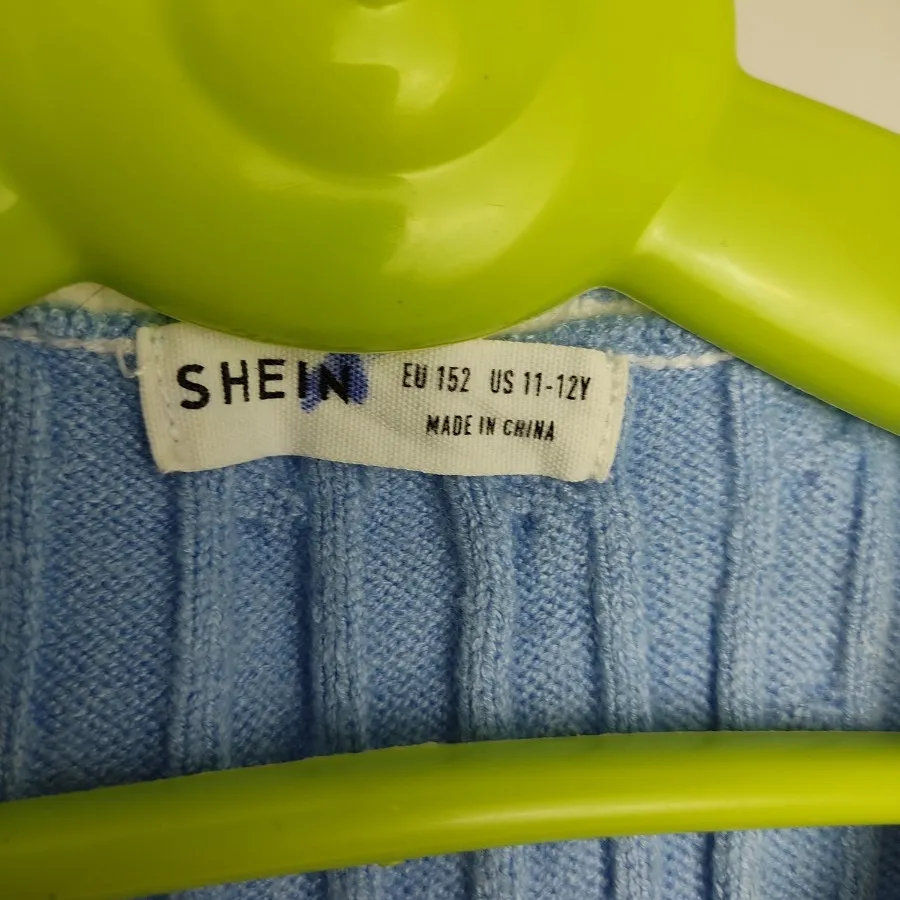 SHEIN EU 152 US 11-12Y
MADE IN CHINA